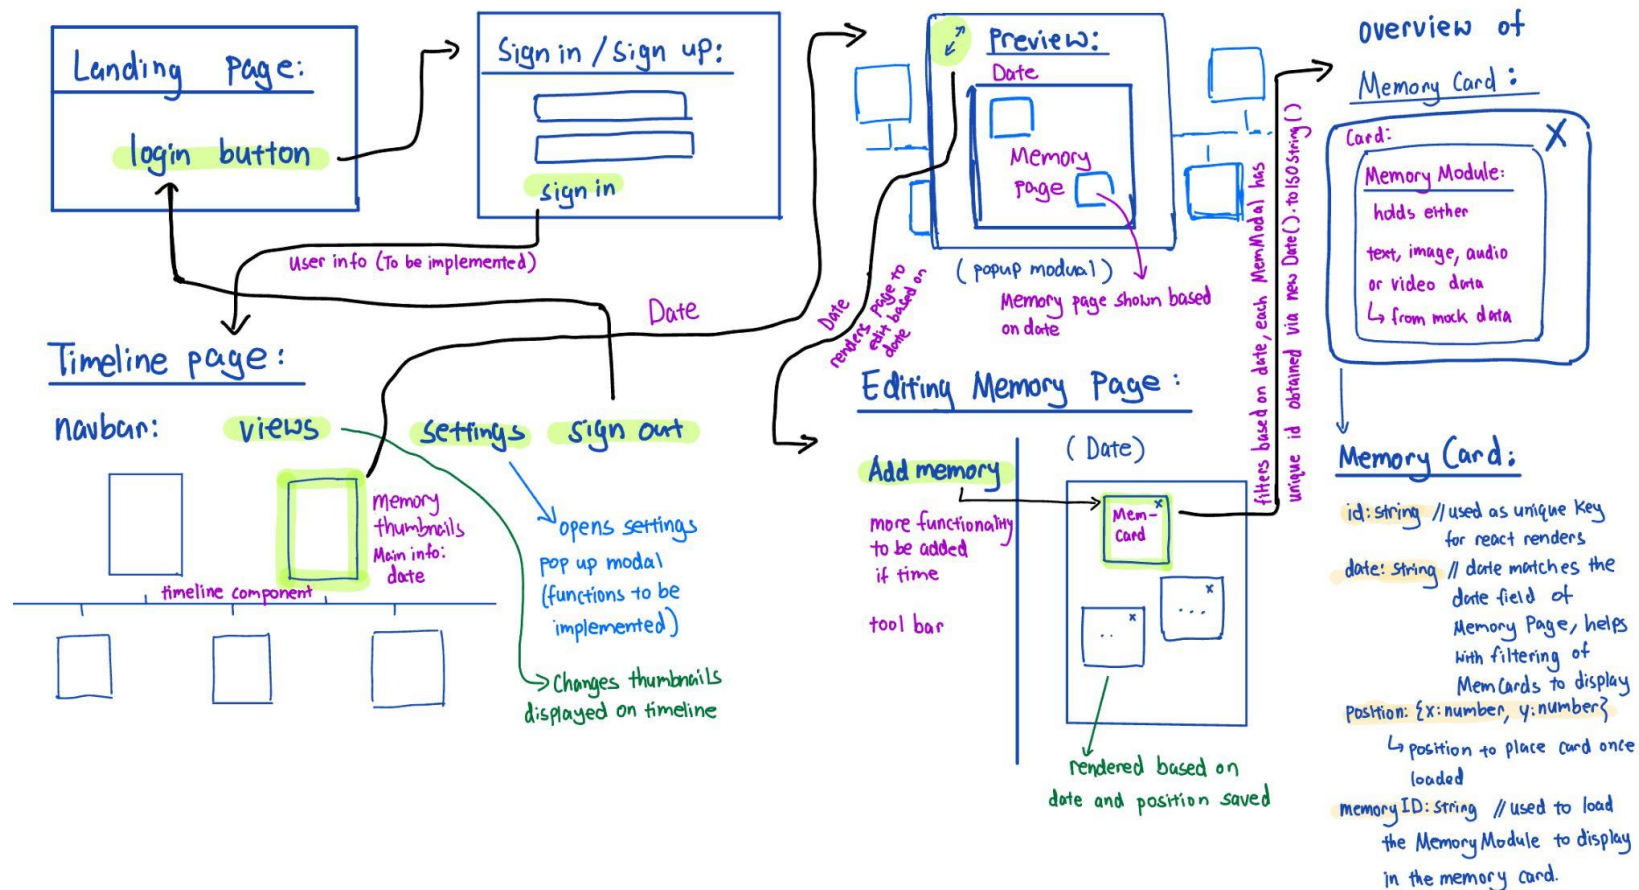 Landing page:
login button
Sign in / Sign up:
sign in
user info (To be implemented)
Timeline page:
navbar:
views
settings
sign out
memory
thumbnails
Main info:
date
timeline component
opens settings
pop up modal
(functions to be
implemented)
Changes thumbnails
displayed on timeline
Date
Preview:
Date
Memory
page
(popup modual)
Memory page shown based
on date
Date
renders page to
edit based on
date
Editing Memory Page:
Add memory
more functionality
to be added
if time
tool bar
(Date)
x
Mem-
card
x
...
x
..
rendered based on
date and position saved
filters based on date, each MemModal has
unique id obtained via new Date().toISOString()
overview of
Memory Card:
Card:
X
Memory Module:
holds either
text, image, audio
or video data
↳ from mock data
Memory Card:
id: string // used as unique key
for react renders
date: string // date matches the
date field of
Memory Page, helps
with filtering of
MemCards to display
position: {x: number, y: number}
↳ position to place card once
loaded
memoryID: string // used to load
the Memory Module to display
in the memory card.